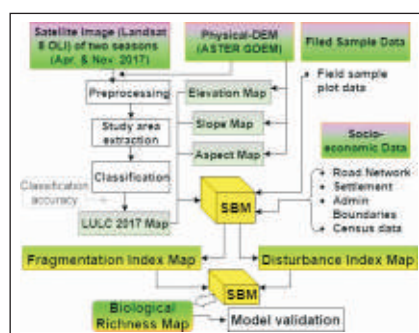 Satellite Image (Landsat
8 OLI) of two seasons
(Apr. & Nov. 2017)
Physical-DEM
(ASTER GDEM)
Filed Sample Data
Preprocessing
Elevation Map
Field sample
plot data
Study area
extraction
Slope Map
Socio-
economic Data
Classification
Aspect Map
Classification
accuracy
LULC 2017 Map
SBM
• Road Network
• Settlement
• Admin
Boundaries
• Census data
Fragmentation Index Map
Disturbance Index Map
SBM
Biological
Richness Map
Model validation